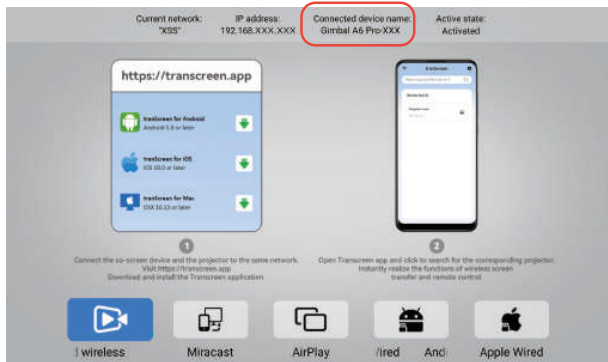 Current network: IP address: Connected device name: Active state:
"XSS" 192.168.XXX.XXX Gimbal A6 Pro-XXX Activated
https://transcreen.app
transcreen for Android
Android 5.0 or later
transcreen for iOS
iOS 10.0 or later
transcreen for Mac
OSX 10.13 or later
transcreen
1
Connect the co-screen device and the projector to the same network.
Visit https://transcreen.app
Download and install the Transcreen application.
2
Open Transcreen app and click to search for the corresponding projector.
Instantly realize the functions of wireless screen
transfer and remote control.
wireless Miracast AirPlay Wired And Apple Wired